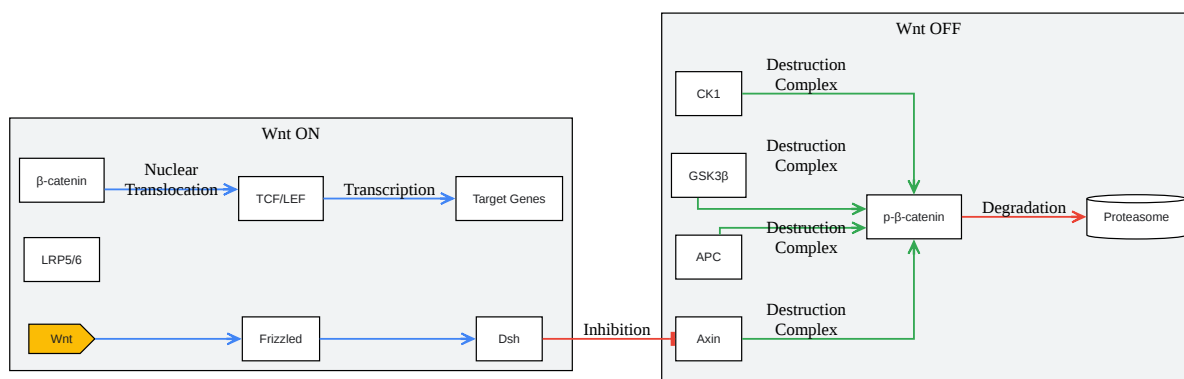 Wnt ON
β-catenin
Nuclear
Translocation
TCF/LEF
Transcription
Target Genes
LRP5/6
Wnt
Frizzled
Dsh
Inhibition
Wnt OFF
CK1
Destruction
Complex
GSK3β
Destruction
Complex
APC
Destruction
Complex
Axin
Destruction
Complex
p-β-catenin
Degradation
Proteasome